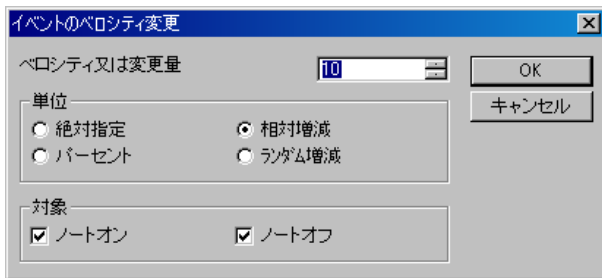 イベントのベロシティ変更
ベロシティ又は変更量 10
OK
キャンセル
単位
絶対指定 相対増減
パーセント ランダム増減
対象
ノートオン ノートオフ